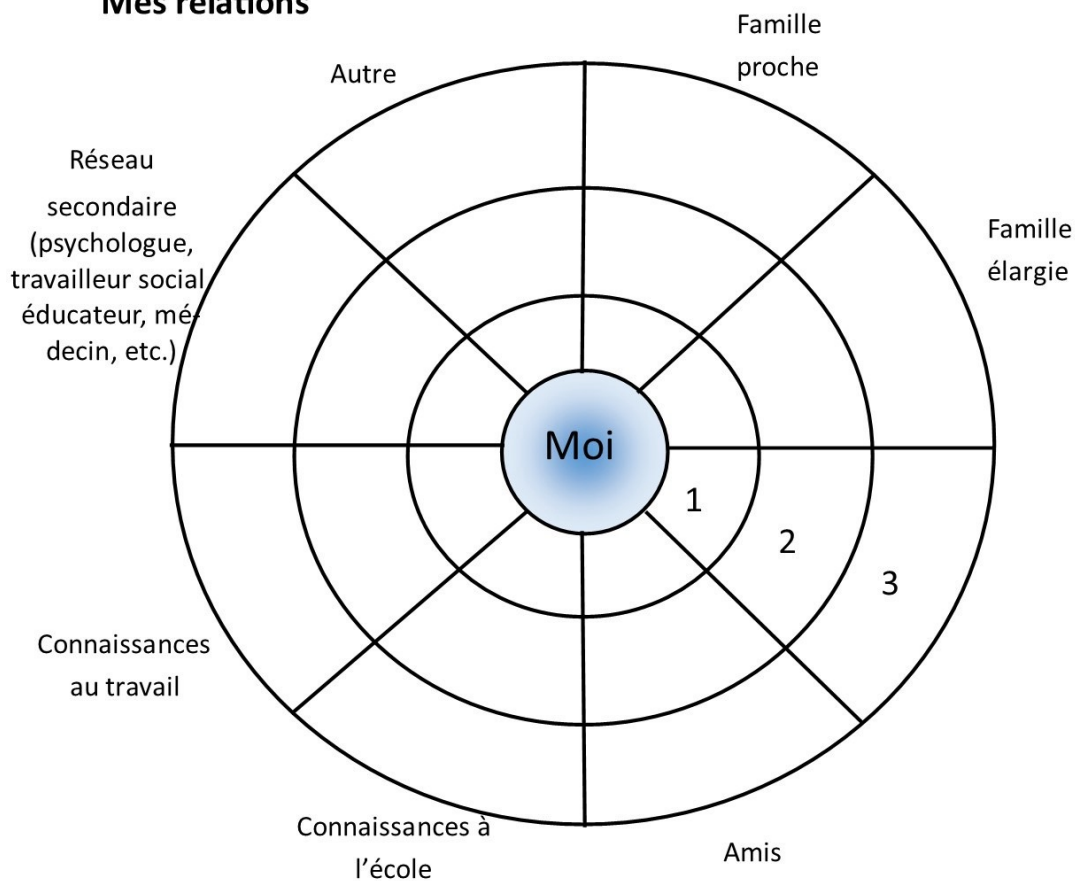 Mes relations
Famille
proche
Autre
Réseau
secondaire
(psychologue,
travailleur social
éducateur, mé-
decin, etc.)
Famille
élargie
Moi
1
2
3
Connaissances
au travail
Connaissances à
l'école
Amis